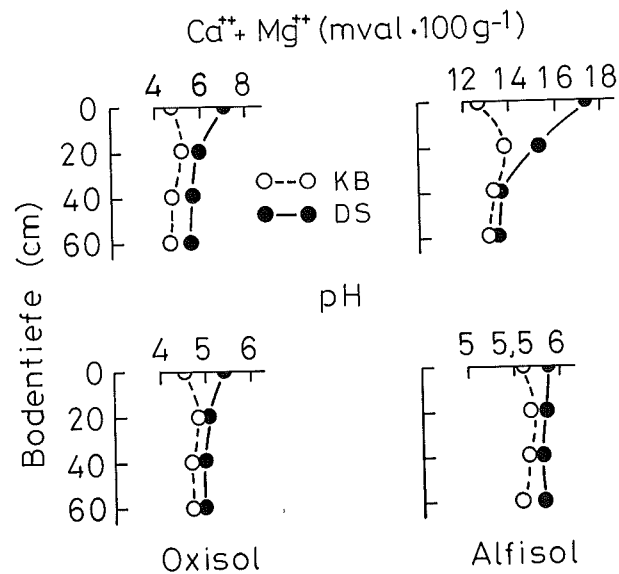 Ca⁺⁺+ Mg⁺⁺ (mval·100g⁻¹)
4 6 8
12 14 16 18
0
20
40
60
KB
DS
Bodentiefe (cm)
pH
4 5 6
5 5,5 6
0
20
40
60
Oxisol
Alfisol